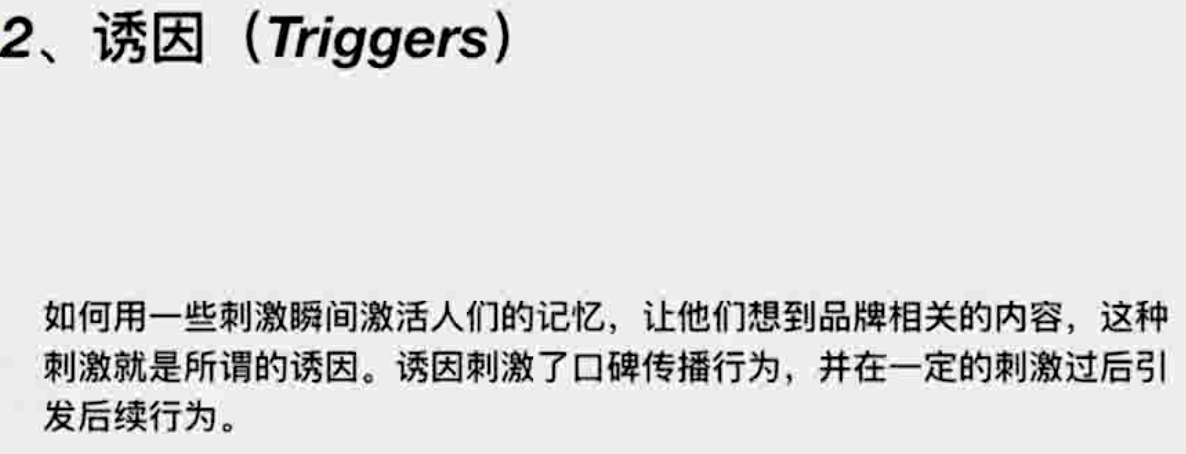 2、诱因（Triggers）
如何用一些刺激瞬间激活人们的记忆，让他们想到品牌相关的内容，这种
刺激就是所谓的诱因。诱因刺激了口碑传播行为，并在一定的刺激过后引
发后续行为。